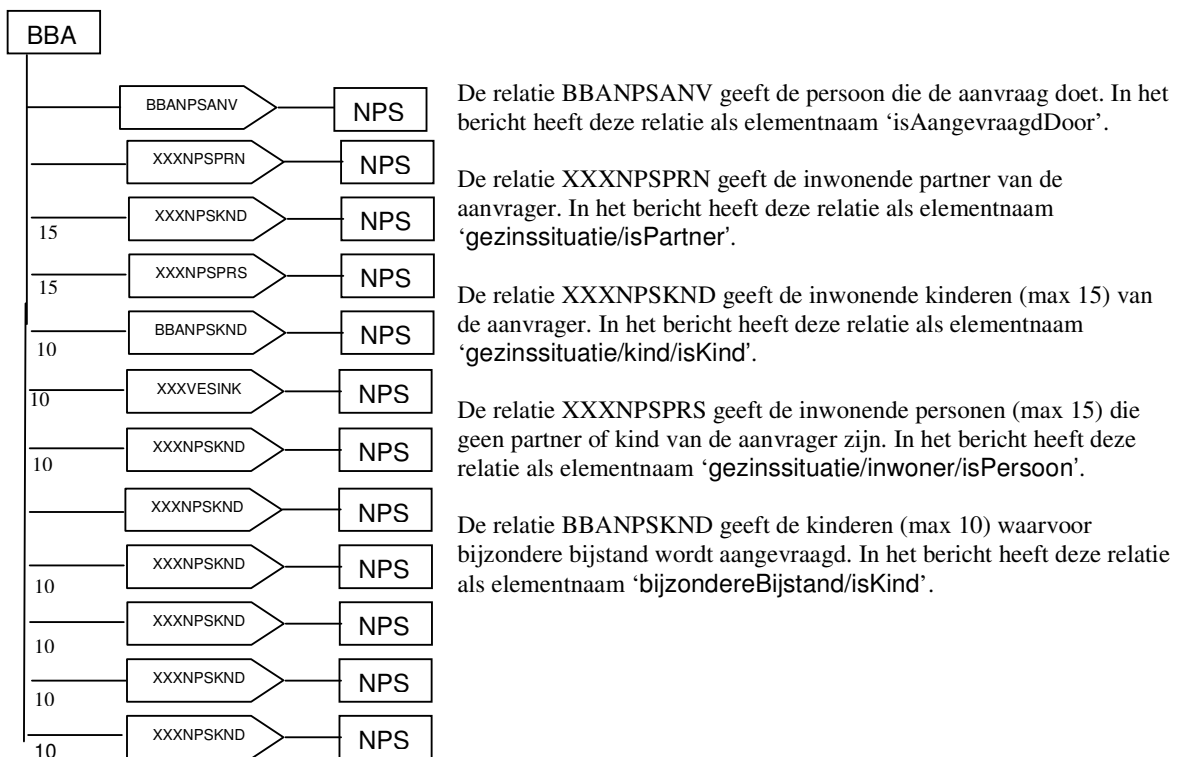 BBA
BBANPSANV NPS
XXXNPSPRN NPS
XXXNPSKND NPS
15
XXXNPSPRS NPS
15
BBANPSKND NPS
10
XXXVESINK NPS
10
XXXNPSKND NPS
10
XXXNPSKND NPS
XXXNPSKND NPS
10
XXXNPSKND NPS
10
XXXNPSKND NPS
10
XXXNPSKND NPS
10
De relatie BBANPSANV geeft de persoon die de aanvraag doet. In het
bericht heeft deze relatie als elementnaam ‘isAangevraagdDoor’.
De relatie XXXNPSPRN geeft de inwonende partner van de
aanvrager. In het bericht heeft deze relatie als elementnaam
‘gezinssituatie/isPartner’.
De relatie XXXNPSKND geeft de inwonende kinderen (max 15) van
de aanvrager. In het bericht heeft deze relatie als elementnaam
‘gezinssituatie/kind/isKind’.
De relatie XXXNPSPRS geeft de inwonende personen (max 15) die
geen partner of kind van de aanvrager zijn. In het bericht heeft deze
relatie als elementnaam ‘gezinssituatie/inwoner/isPersoon’.
De relatie BBANPSKND geeft de kinderen (max 10) waarvoor
bijzondere bijstand wordt aangevraagd. In het bericht heeft deze relatie
als elementnaam ‘bijzondereBijstand/isKind’.